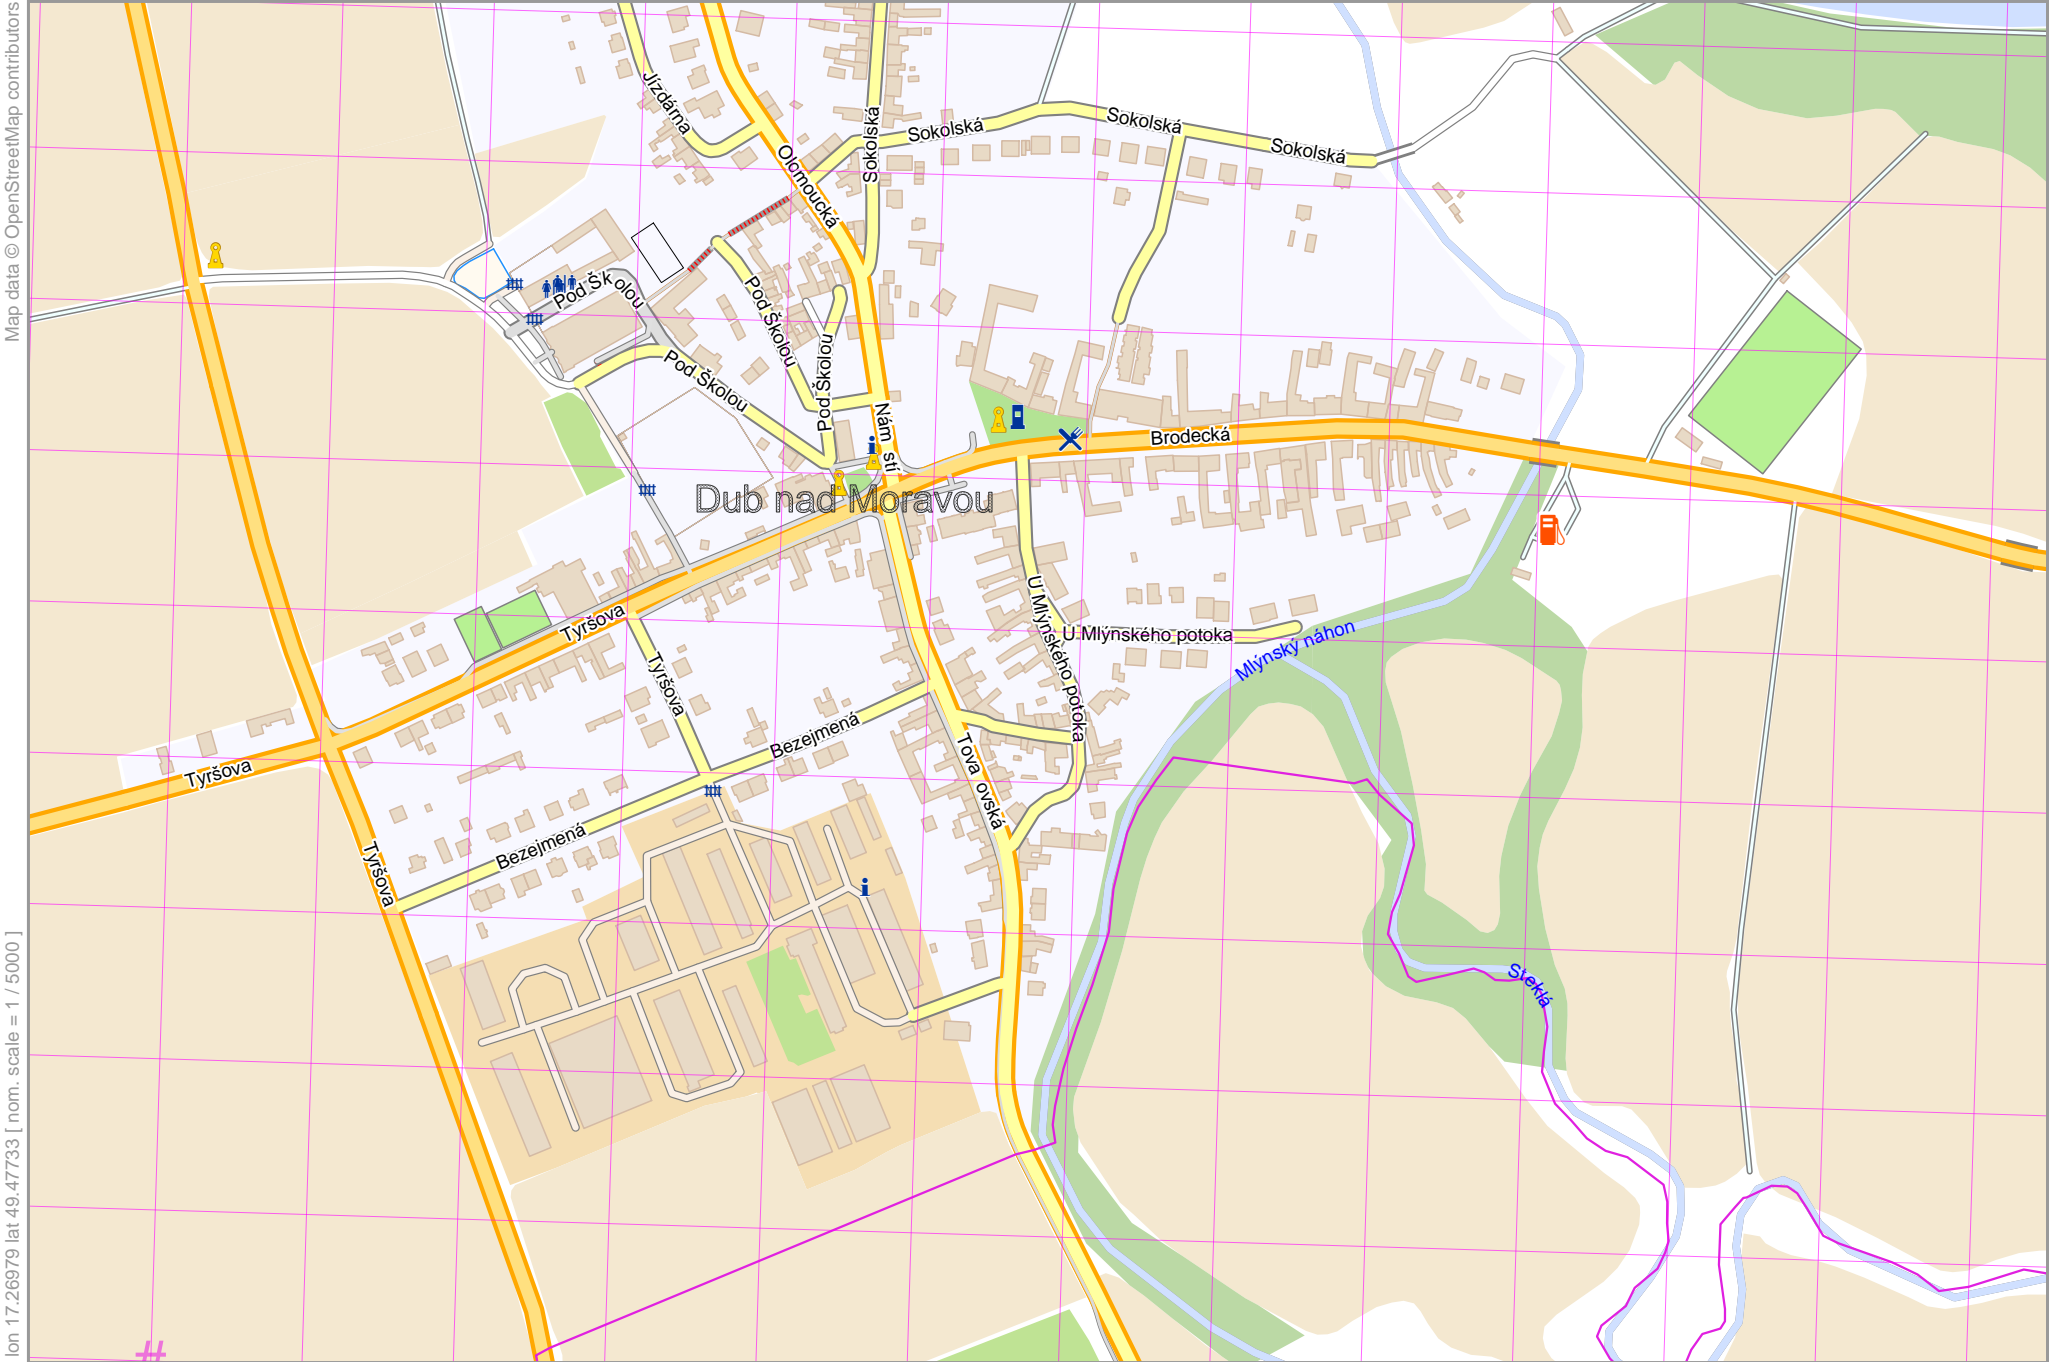 Map data © OpenStreetMap contributors
lon 17.26979 lat 49.47733 [ nom. scale = 1 / 5000 ]
Jízdárna
Olomoucká
Sokolská
Sokolská
Sokolská
Sokolská
Pod Šk olou
Pod Školou
Pod Školou
Pod Školou
Nám stí
Brodecká
Dub nad Moravou
Tyršova
Tyršova
Tyršova
Tyršova
U Mlýnského potoka
U Mlýnského potoka
Mlýnský náhon
Bezejmená
Bezejmená
Tova ovská
Steklá
#